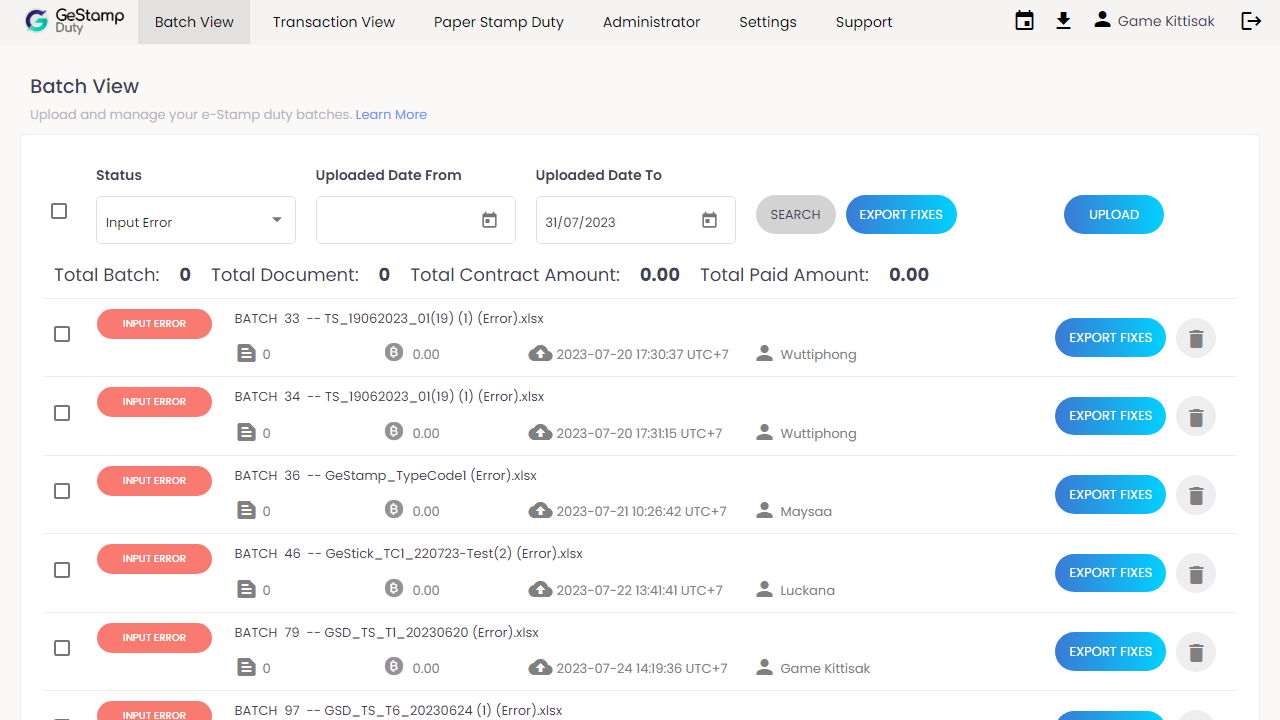 GeStamp Duty Batch View Transaction View Paper Stamp Duty Administrator Settings Support Game Kittisak
Batch View
Upload and manage your e-Stamp duty batches. Learn More
Status Uploaded Date From Uploaded Date To
Input Error 31/07/2023 SEARCH EXPORT FIXES UPLOAD
Total Batch: 0 Total Document: 0 Total Contract Amount: 0.00 Total Paid Amount: 0.00
INPUT ERROR BATCH 33 -- TS_19062023_01(19) (1) (Error).xlsx EXPORT FIXES
0 0.00 2023-07-20 17:30:37 UTC+7 Wuttiphong
INPUT ERROR BATCH 34 -- TS_19062023_01(19) (1) (Error).xlsx EXPORT FIXES
0 0.00 2023-07-20 17:31:15 UTC+7 Wuttiphong
INPUT ERROR BATCH 36 -- GeStamp_TypeCode1 (Error).xlsx EXPORT FIXES
0 0.00 2023-07-21 10:26:42 UTC+7 Maysaa
INPUT ERROR BATCH 46 -- GeStick_TC1_220723-Test(2) (Error).xlsx EXPORT FIXES
0 0.00 2023-07-22 13:41:41 UTC+7 Luckana
INPUT ERROR BATCH 79 -- GSD_TS_T1_20230620 (Error).xlsx EXPORT FIXES
0 0.00 2023-07-24 14:19:36 UTC+7 Game Kittisak
INPUT ERROR BATCH 97 -- GSD_TS_T6_20230624 (1) (Error).xlsx